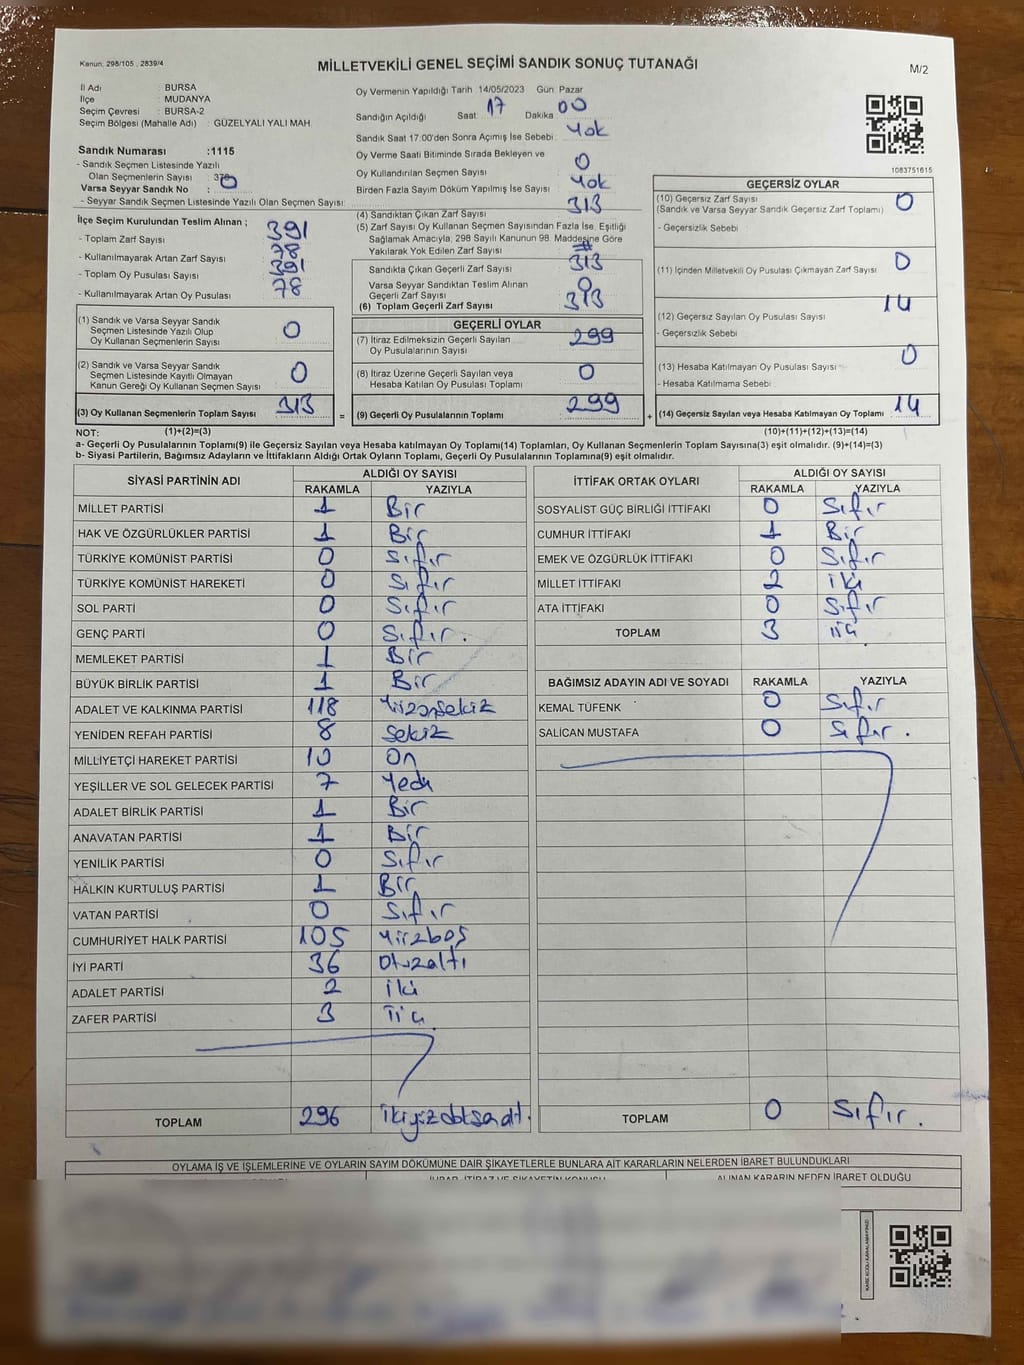 Kanun, 298/105 , 2839/4
MİLLETVEKİLİ GENEL SEÇİMİ SANDIK SONUÇ TUTANAĞI
M/2
İl Adı : BURSA
İlçe : MUDANYA
Seçim Çevresi : BURSA-2
Seçim Bölgesi (Mahalle Adı) : GÜZELYALI YALI MAH.
Sandık Numarası :1115
- Sandık Seçmen Listesinde Yazılı
Olan Seçmenlerin Sayısı
Varsa Seyyar Sandık No : 0
- Seyyar Sandık Seçmen Listesinde Yazılı Olan Seçmen Sayısı:
Oy Vermenin Yapıldığı Tarih 14/05/2023 Gün: Pazar
Sandığın Açıldığı Saat: 17 Dakika 00
Sandık Saat 17:00'den Sonra Açımış İse Sebebi: Yok
Oy Verme Saati Bitiminde Sırada Bekleyen ve
Oy Kullandırılan Seçmen Sayısı 0
Birden Fazla Sayım Döküm Yapılmış İse Sayısı Yok
1083751615
İlçe Seçim Kurulundan Teslim Alınan ;
- Toplam Zarf Sayısı 391
- Kullanılmayarak Artan Zarf Sayısı 78
- Toplam Oy Pusulası Sayısı 391
- Kullanılmayarak Artan Oy Pusulası 78
(4) Sandıktan Çıkan Zarf Sayısı 313
(5) Zarf Sayısı Oy Kullanan Seçmen Sayısından Fazla İse, Eşitliği
Sağlamak Amacıyla, 298 Sayılı Kanunun 98. Maddesine Göre
Yakılarak Yok Edilen Zarf Sayısı
Sandıkta Çıkan Geçerli Zarf Sayısı 313
Varsa Seyyar Sandıktan Teslim Alınan
Geçerli Zarf Sayısı 0
(6) Toplam Geçerli Zarf Sayısı 313
GEÇERSİZ OYLAR
(10) Geçersiz Zarf Sayısı 0
(Sandık ve Varsa Seyyar Sandık Geçersiz Zarf Toplamı)
- Geçersizlik Sebebi
(11) İçinden Milletvekili Oy Pusulası Çıkmayan Zarf Sayısı 0
(12) Geçersiz Sayılan Oy Pusulası Sayısı 14
- Geçersizlik Sebebi
(13) Hesaba Katılmayan Oy Pusulası Sayısı 0
- Hesaba Katılmama Sebebi
(14) Geçersiz Sayılan veya Hesaba Katılmayan Oy Toplamı 14
(10)+(11)+(12)+(13)=(14)
(1) Sandık ve Varsa Seyyar Sandık
Seçmen Listesinde Yazılı Olup
Oy Kullanan Seçmenlerin Sayısı 0
(2) Sandık ve Varsa Seyyar Sandık
Seçmen Listesinde Kayıtlı Olmayan
Kanun Gereği Oy Kullanan Seçmen Sayısı 0
(3) Oy Kullanan Seçmenlerin Toplam Sayısı 313 =
GEÇERLİ OYLAR
(7) İtiraz Edilmeksizin Geçerli Sayılan
Oy Pusulalarının Sayısı 299
(8) İtiraz Üzerine Geçerli Sayılan veya
Hesaba Katılan Oy Pusulası Toplamı 0
(9) Geçerli Oy Pusulalarının Toplamı 299 +
NOT: (1)+(2)=(3)
a- Geçerli Oy Pusulalarının Toplamı(9) ile Geçersiz Sayılan veya Hesaba katılmayan Oy Toplamı(14) Toplamları, Oy Kullanan Seçmenlerin Toplam Sayısına(3) eşit olmalıdır. (9)+(14)=(3)
b- Siyasi Partilerin, Bağımsız Adayların ve İttifakların Aldığı Ortak Oyların Toplamı, Geçerli Oy Pusulalarının Toplamına(9) eşit olmalıdır.
SİYASİ PARTİNİN ADI ALDIĞI OY SAYISI
RAKAMLA YAZIYLA
MİLLET PARTİSİ 1 Bir
HAK VE ÖZGÜRLÜKLER PARTİSİ 1 Bir
TÜRKİYE KOMÜNİST PARTİSİ 0 Sıfır
TÜRKİYE KOMÜNİST HAREKETİ 0 Sıfır
SOL PARTİ 0 Sıfır
GENÇ PARTİ 0 Sıfır.
MEMLEKET PARTİSİ 1 Bir
BÜYÜK BİRLİK PARTİSİ 1 Bir
ADALET VE KALKINMA PARTİSİ 118 Yüzonsekiz
YENİDEN REFAH PARTİSİ 8 Sekiz
MİLLİYETÇİ HAREKET PARTİSİ 10 On
YEŞİLLER VE SOL GELECEK PARTİSİ 7 Yedi
ADALET BİRLİK PARTİSİ 1 Bir
ANAVATAN PARTİSİ 1 Bir
YENİLİK PARTİSİ 0 Sıfır
HALKIN KURTULUŞ PARTİSİ 1 Bir
VATAN PARTİSİ 0 Sıfır
CUMHURİYET HALK PARTİSİ 105 Yüzbeş
İYİ PARTİ 36 Otuzaltı
ADALET PARTİSİ 2 iki
ZAFER PARTİSİ 3 Üç
TOPLAM 296 ikiyüzdoksanaltı.
İTTİFAK ORTAK OYLARI ALDIĞI OY SAYISI
RAKAMLA YAZIYLA
SOSYALİST GÜÇ BİRLİĞİ İTTİFAKI 0 Sıfır
CUMHUR İTTİFAKI 1 Bir
EMEK VE ÖZGÜRLÜK İTTİFAKI 0 Sıfır
MİLLET İTTİFAKI 2 iki
ATA İTTİFAKI 0 Sıfır
TOPLAM 3 üç
BAĞIMSIZ ADAYIN ADI VE SOYADI RAKAMLA YAZIYLA
KEMAL TÜFENK 0 Sıfır
SALİCAN MUSTAFA 0 Sıfır.
TOPLAM 0 Sıfır.
OYLAMA İŞ VE İŞLEMLERİNE VE OYLARIN SAYIM DÖKÜMÜNE DAİR ŞİKAYETLERLE BUNLARA AİT KARARLARIN NELERDEN İBARET BULUNDUKLARI
ALINAN KARARIN NEDEN İBARET OLDUĞU